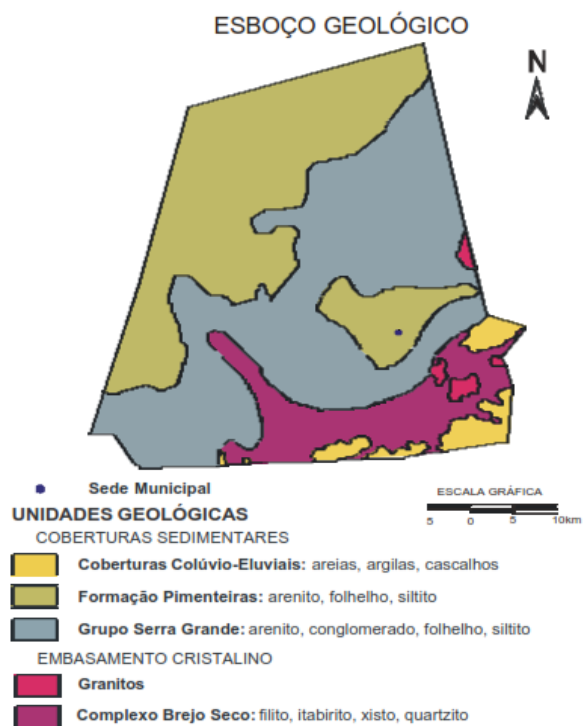 ESBOÇO GEOLÓGICO
N
Sede Municipal
ESCALA GRÁFICA
5 0 5 10km
UNIDADES GEOLÓGICAS
COBERTURAS SEDIMENTARES
Coberturas Colúvio-Eluviais: areias, argilas, cascalhos
Formação Pimenteiras: arenito, folhelho, siltito
Grupo Serra Grande: arenito, conglomerado, folhelho, siltito
EMBASAMENTO CRISTALINO
Granitos
Complexo Brejo Seco: filito, itabirito, xisto, quartzito